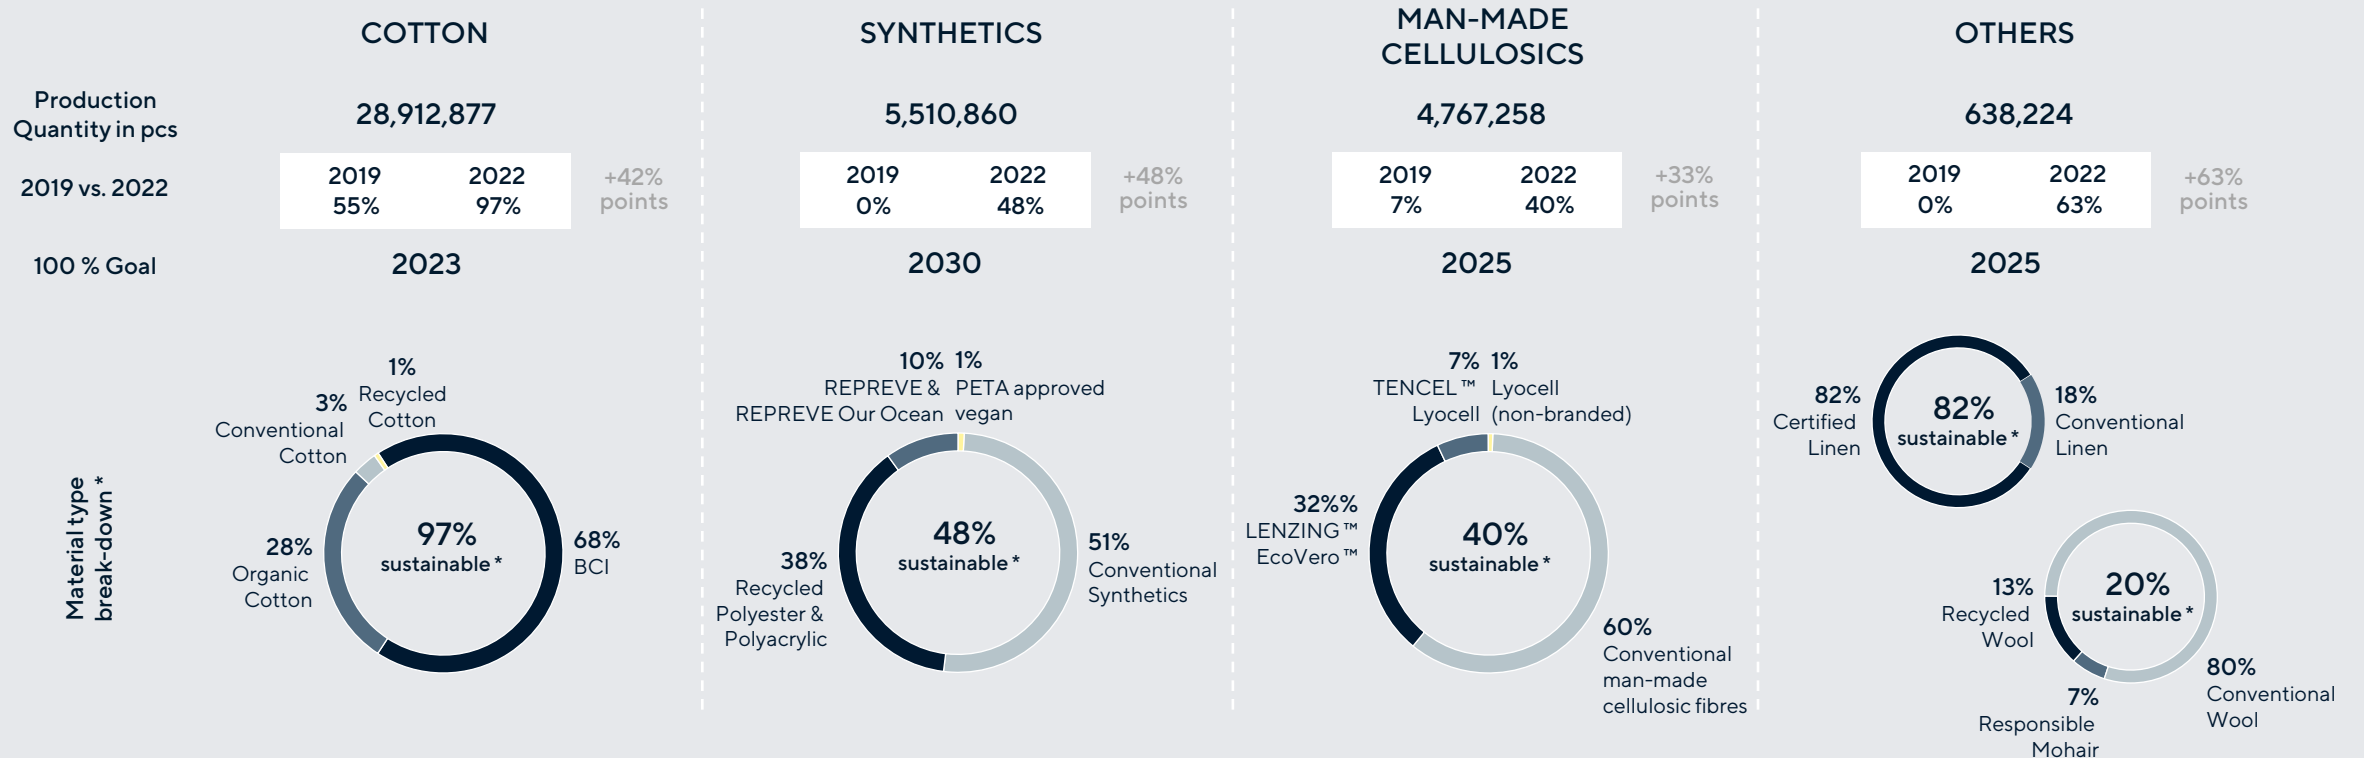 COTTON
SYNTHETICS
MAN-MADE
CELLULOSICS
OTHERS
Production
Quantity in pcs
28,912,877
5,510,860
4,767,258
638,224
2019 vs. 2022
2019 2022
55% 97%
+42%
points
2019 2022
0% 48%
+48%
points
2019 2022
7% 40%
+33%
points
2019 2022
0% 63%
+63%
points
100 % Goal
2023
2030
2025
2025
Material type
break-down *
1%
Recycled
Cotton
3%
Conventional
Cotton
28%
Organic
Cotton
97%
sustainable *
68%
BCI
10%
REPREVE &
REPREVE Our Ocean
1%
PETA approved
vegan
38%
Recycled
Polyester &
Polyacrylic
48%
sustainable *
51%
Conventional
Synthetics
7%
TENCEL™
Lyocell
1%
Lyocell
(non-branded)
32%%
LENZING™
EcoVero™
40%
sustainable *
60%
Conventional
man-made
cellulosic fibres
82%
Certified
Linen
82%
sustainable *
18%
Conventional
Linen
13%
Recycled
Wool
20%
sustainable *
7%
Responsible
Mohair
80%
Conventional
Wool